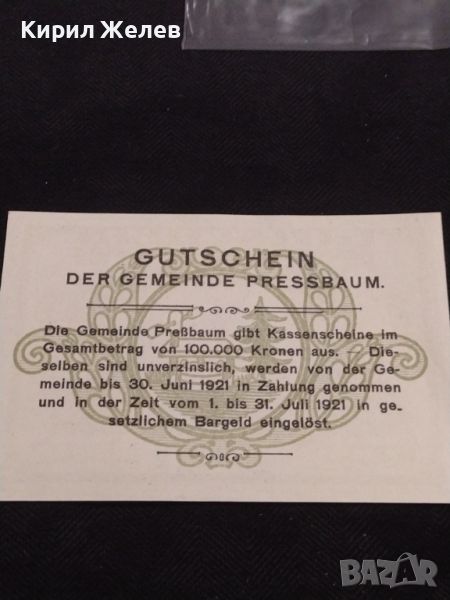 Кирил Желев
GUTSCHEIN
DER GEMEINDE PRESSBAUM.
Die Gemeinde Preßbaum gibt Kassenscheine im
Gesamtbetrag von 100.000 Kronen aus. — Die-
selben sind unverzinslich, werden von der Ge-
meinde bis 30. Juni 1921 in Zahlung genommen
und in der Zeit vom 1. bis 31. Juli 1921 in ge-
setzlichem Bargeld eingelöst.
BAZAR